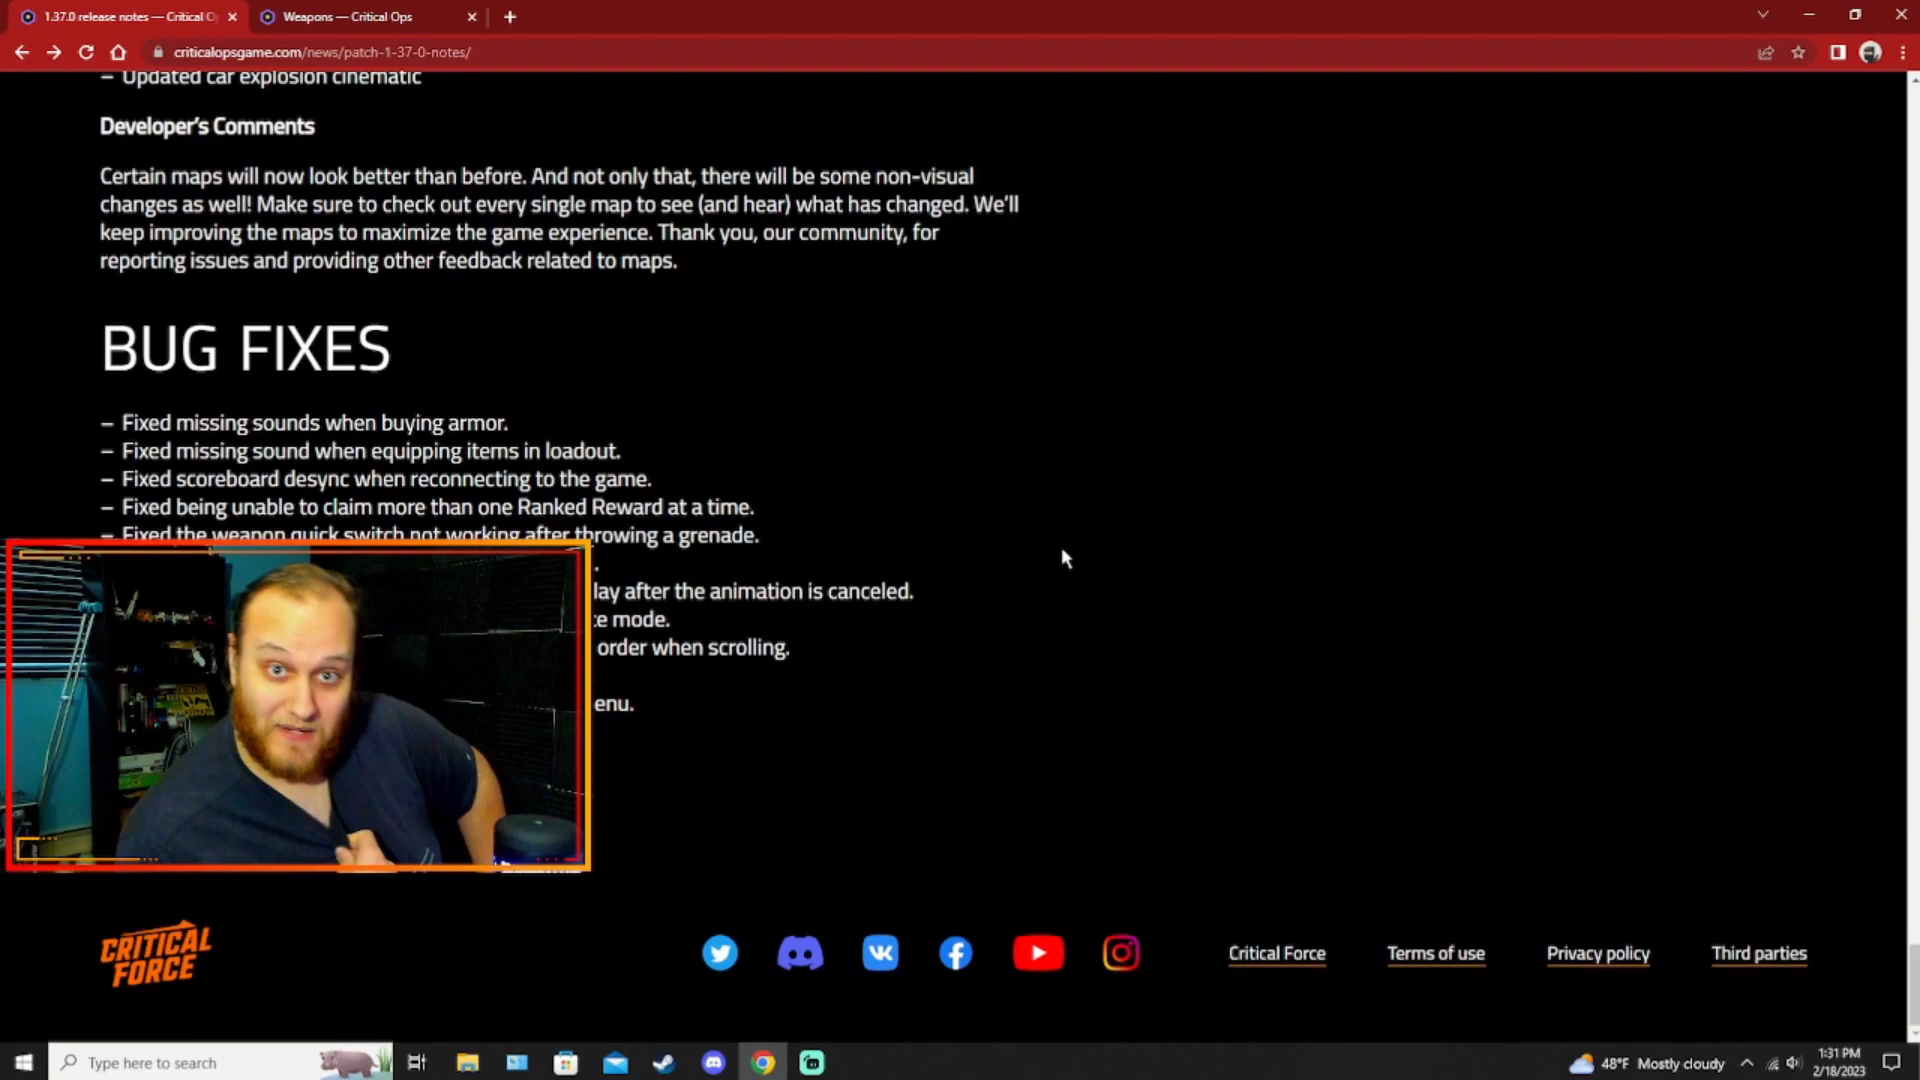 1.37.0 release notes — Critical O
Weapons — Critical Ops
criticalopsgame.com/news/patch-1-37-0-notes/
– Updated car explosion cinematic
Developer's Comments
Certain maps will now look better than before. And not only that, there will be some non-visual
changes as well! Make sure to check out every single map to see (and hear) what has changed. We'll
keep improving the maps to maximize the game experience. Thank you, our community, for
reporting issues and providing other feedback related to maps.
BUG FIXES
– Fixed missing sounds when buying armor.
– Fixed missing sound when equipping items in loadout.
– Fixed scoreboard desync when reconnecting to the game.
– Fixed being unable to claim more than one Ranked Reward at a time.
– Fixed the weapon quick switch not working after throwing a grenade.
.
lay after the animation is canceled.
te mode.
order when scrolling.
enu.
CRITICAL
FORCE
Critical Force
Terms of use
Privacy policy
Third parties
Type here to search
48°F Mostly cloudy
1:31 PM
2/18/2023